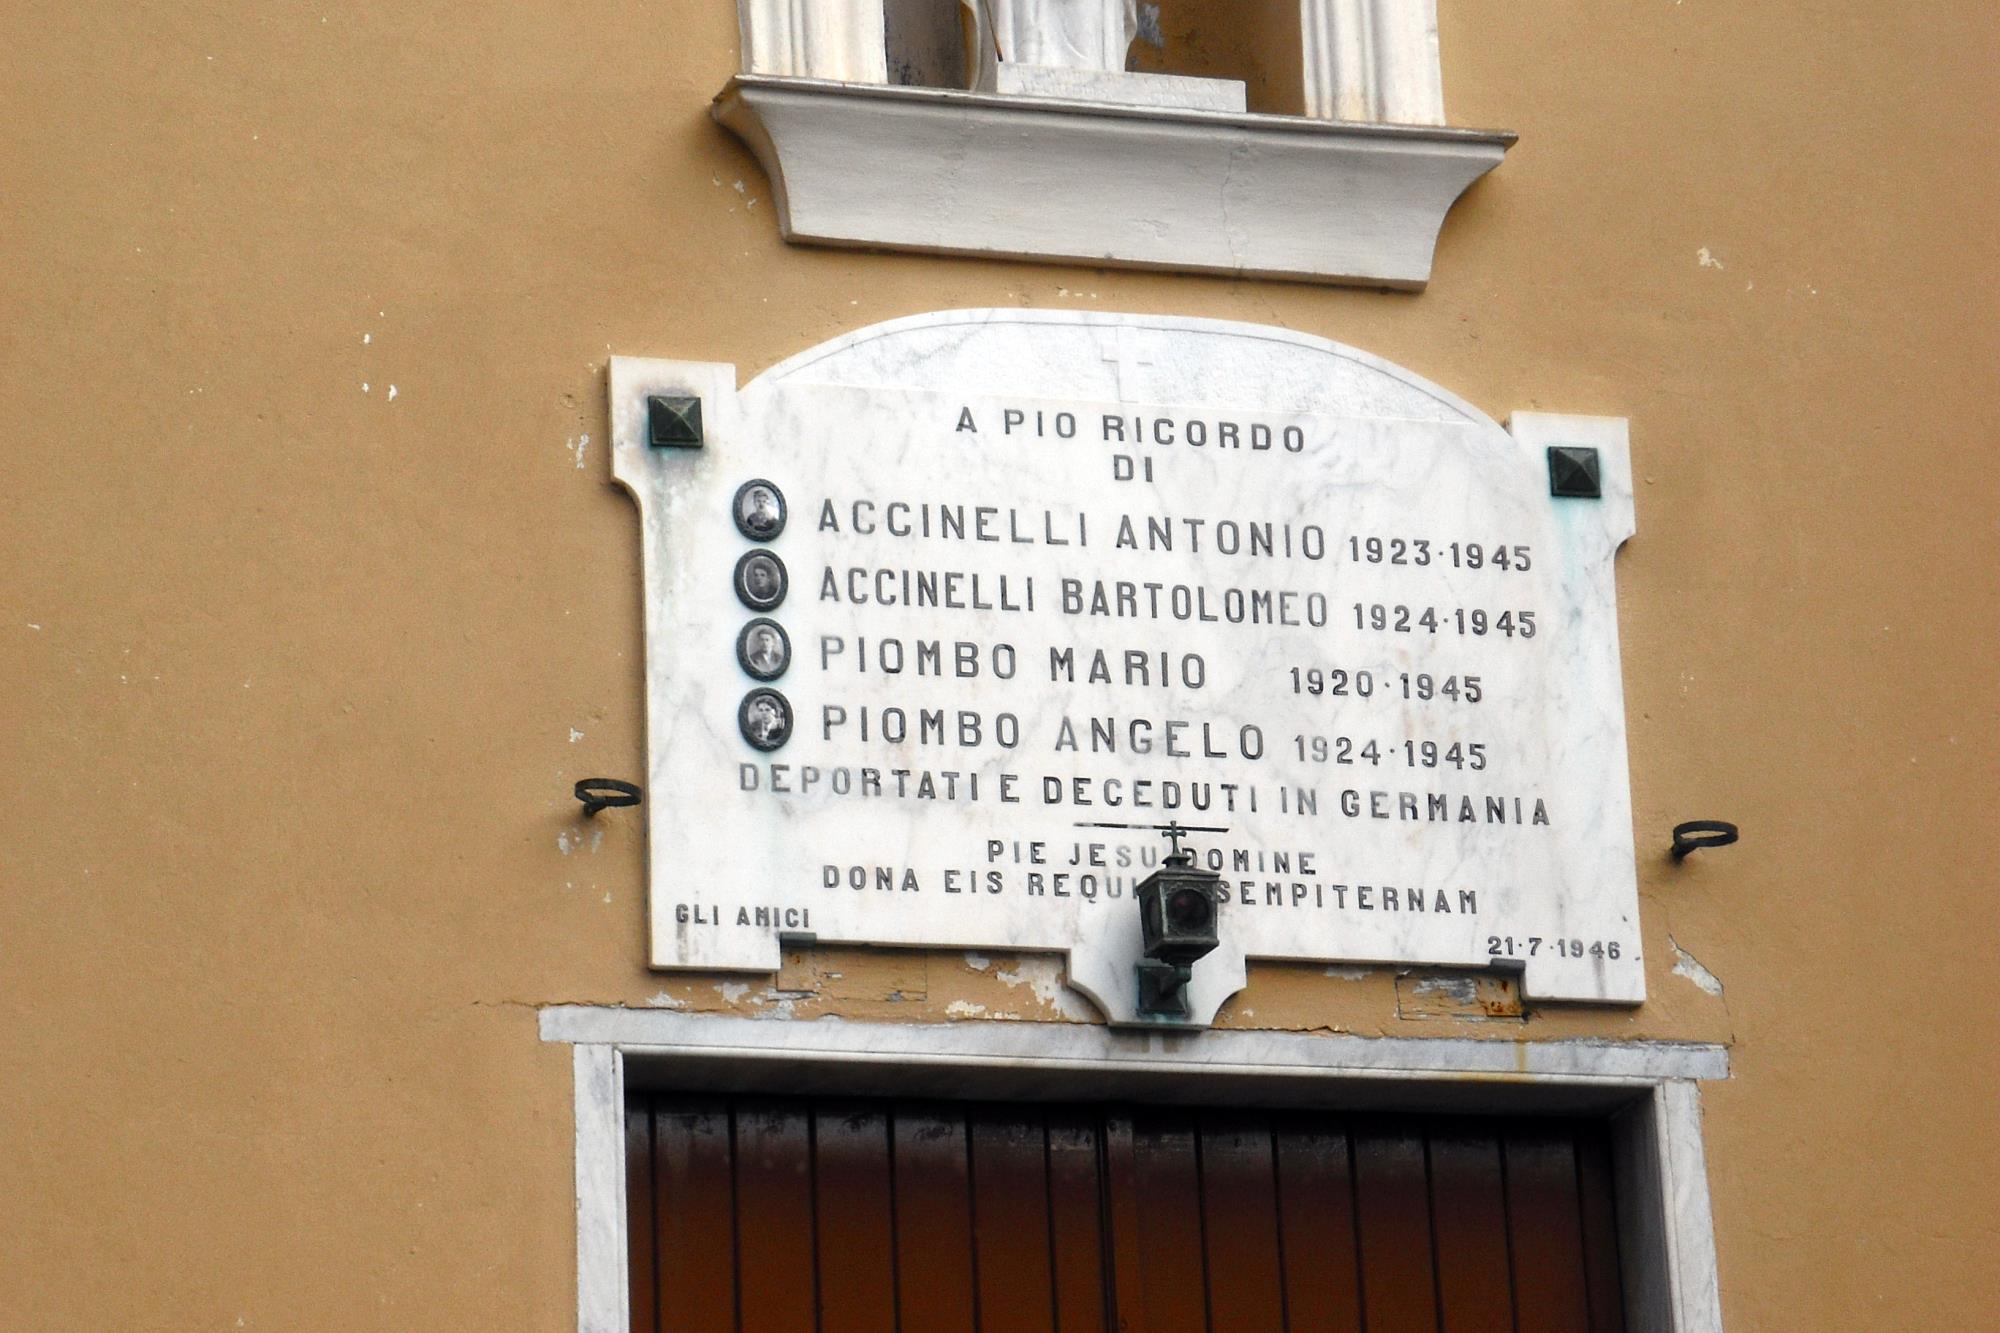 A PIO RICORDO
DI
ACCINELLI ANTONIO 1923·1945
ACCINELLI BARTOLOMEO 1924·1945
PIOMBO MARIO 1920·1945
PIOMBO ANGELO 1924·1945
DEPORTATI E DECEDUTI IN GERMANIA
PIE JESU DOMINE
DONA EIS SEMPITERNAM
GLI AMICI
21·7·1946